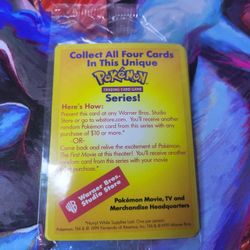 Collect All Four Cards
In This Unique
Pokémon
TRADING CARD GAME
Series!
Here's How:
Present this card at any Warner Bros. Studio
Store or go to wbstore.com. You'll receive another
random Pokémon card from this series with any
purchase of $10 or more.*
-OR-
Come back and relive the excitement of Pokémon
The First Movie at this theater! You'll receive another
random card from this series with your movie
purchase.*
Warner Bros.
Studio Store
Pokémon Movie, TV and
Merchandise Headquarters